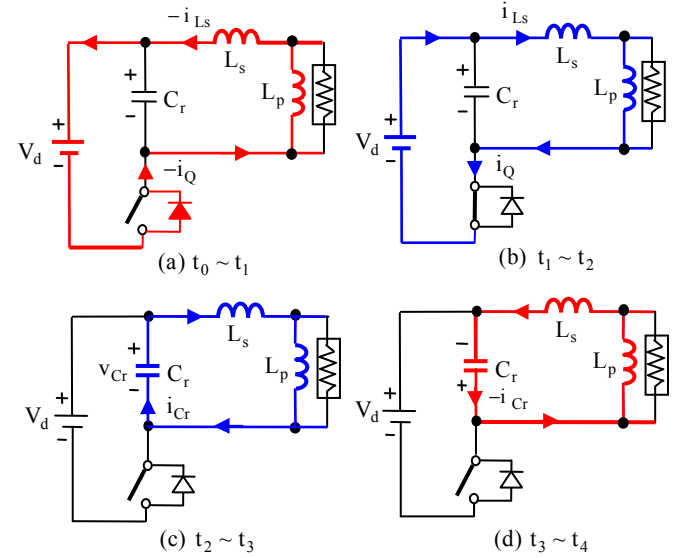 −i Ls
Ls
+
Cr
−
Lp
+
Vd
−
−iQ
(a) t0 ~ t1
i Ls
Ls
+
Cr
−
Lp
+
Vd
−
iQ
(b) t1 ~ t2
Ls
+
vCr
Cr
−
iCr
Lp
+
Vd
−
(c) t2 ~ t3
Ls
−
Cr
+
−i Cr
Lp
+
Vd
−
(d) t3 ~ t4